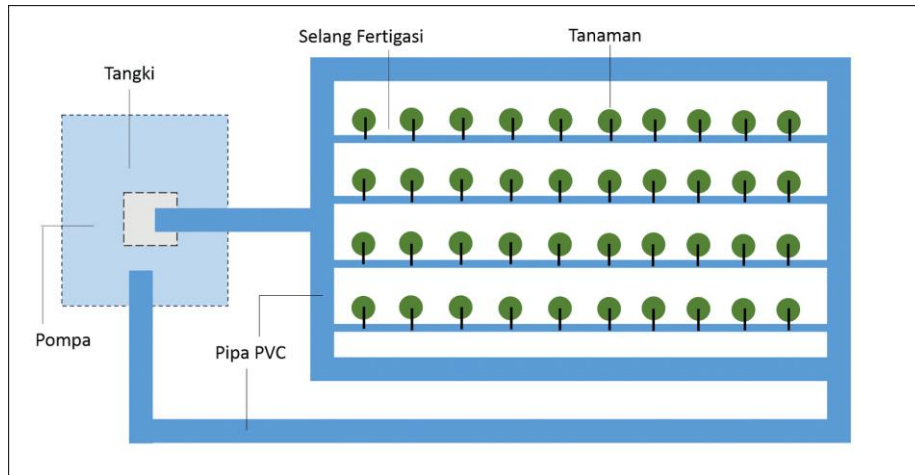 Selang Fertigasi
Tanaman
Tangki
Pompa
Pipa PVC